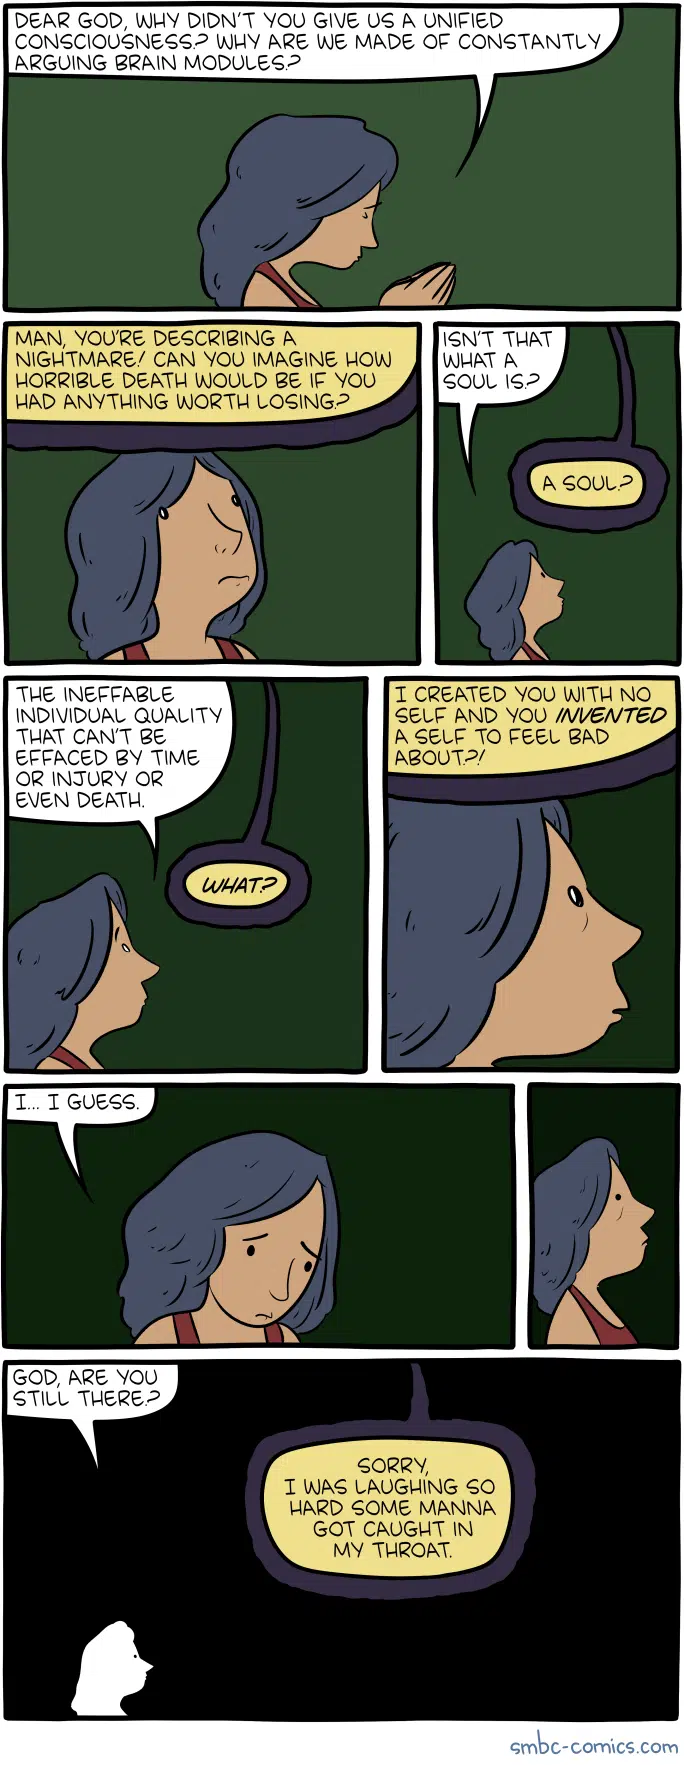 DEAR GOD, WHY DIDN'T YOU GIVE US A UNIFIED
CONSCIOUSNESS? WHY ARE WE MADE OF CONSTANTLY
ARGUING BRAIN MODULES?
MAN, YOU'RE DESCRIBING A
NIGHTMARE! CAN YOU IMAGINE HOW
HORRIBLE DEATH WOULD BE IF YOU
HAD ANYTHING WORTH LOSING?
ISN'T THAT
WHAT A
SOUL IS?
A SOUL?
THE INEFFABLE
INDIVIDUAL QUALITY
THAT CAN'T BE
EFFACED BY TIME
OR INJURY OR
EVEN DEATH.
WHAT?
I CREATED YOU WITH NO
SELF AND YOU INVENTED
A SELF TO FEEL BAD
ABOUT?!
I... I GUESS.
GOD, ARE YOU
STILL THERE?
SORRY,
I WAS LAUGHING SO
HARD SOME MANNA
GOT CAUGHT IN
MY THROAT.
smbc-comics.com